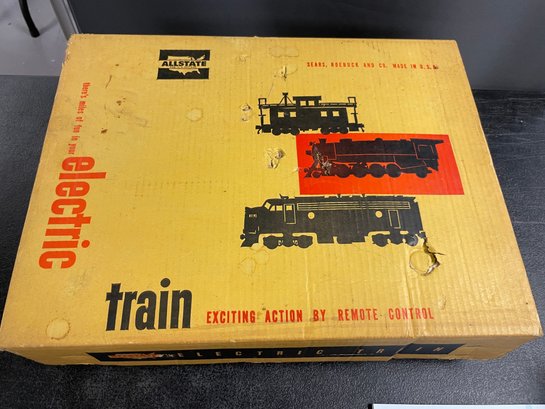 ALLSTATE
SEARS, ROEBUCK AND CO. MADE IN U.S.A.
there's miles of fun in your
electric
train
EXCITING ACTION BY REMOTE-CONTROL
ELECTRIC TRAIN